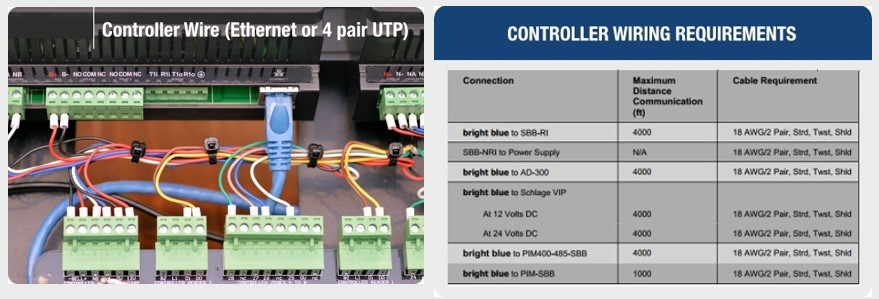 Controller Wire (Ethernet or 4 pair UTP)
B- NO COM NC NO COM NC
CONTROLLER WIRING REQUIREMENTS
Connection Maximum Distance Communication (ft) Cable Requirement
bright blue to SBB-RI 4000 18 AWG/2 Pair, Strd, Twst, Shld
SBB-NRI to Power Supply N/A 18 AWG/2 Pair, Strd, Twst, Shld
bright blue to AD-300 4000 18 AWG/2 Pair, Strd, Twst, Shld
bright blue to Schlage VIP
At 12 Volts DC 4000 18 AWG/2 Pair, Strd, Twst, Shld
At 24 Volts DC 4000 18 AWG/2 Pair, Strd, Twst, Shld
bright blue to PIM400-485-SBB 4000 18 AWG/2 Pair, Strd, Twst, Shld
bright blue to PIM-SBB 1000 18 AWG/2 Pair, Strd, Twst, Shld